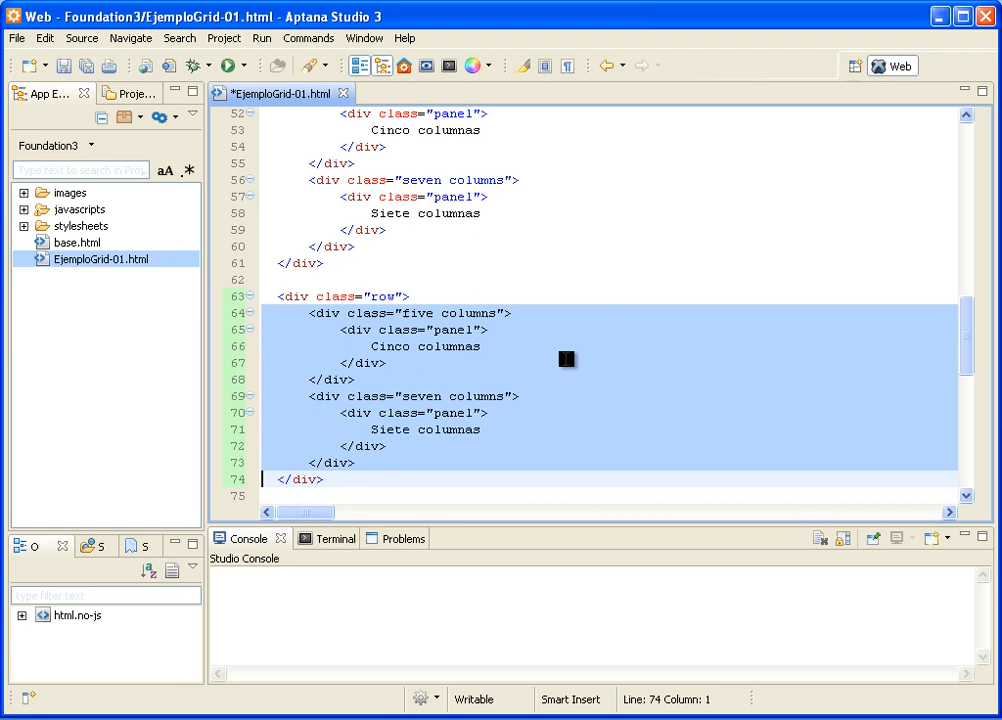 Web - Foundation3/EjemploGrid-01.html - Aptana Studio 3
File Edit Source Navigate Search Project Run Commands Window Help
Web
App E... Proje...
*EjemploGrid-01.html
Foundation3
Type text to search in Proj
aA .*
images
javascripts
stylesheets
base.html
EjemploGrid-01.html
52 <div class="panel">
53 Cinco columnas
54 </div>
55 </div>
56 <div class="seven columns">
57 <div class="panel">
58 Siete columnas
59 </div>
60 </div>
61 </div>
62
63 <div class="row">
64 <div class="five columns">
65 <div class="panel">
66 Cinco columnas
67 </div>
68 </div>
69 <div class="seven columns">
70 <div class="panel">
71 Siete columnas
72 </div>
73 </div>
74 </div>
75
O S S
type filter text
html.no-js
Console Terminal Problems
Studio Console
Writable Smart Insert Line: 74 Column: 1